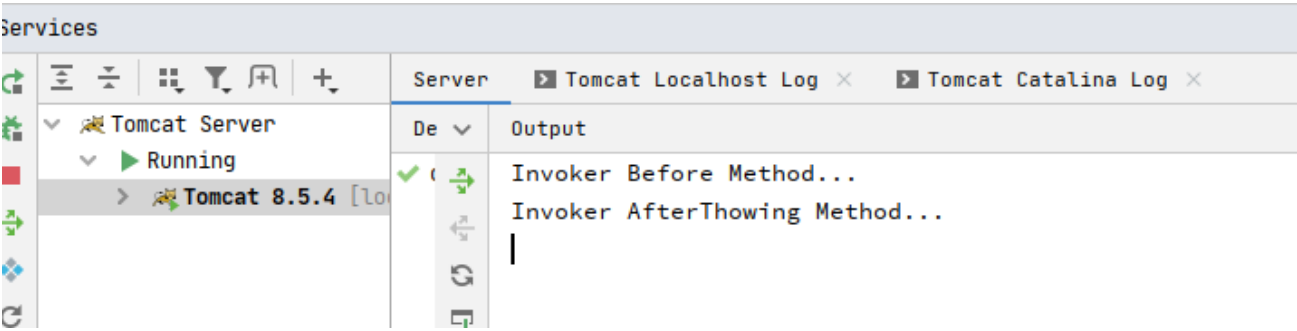 Services
Server
Tomcat Localhost Log
Tomcat Catalina Log
Tomcat Server
De
Output
Running
Invoker Before Method...
Tomcat 8.5.4 [loc
Invoker AfterThowing Method...